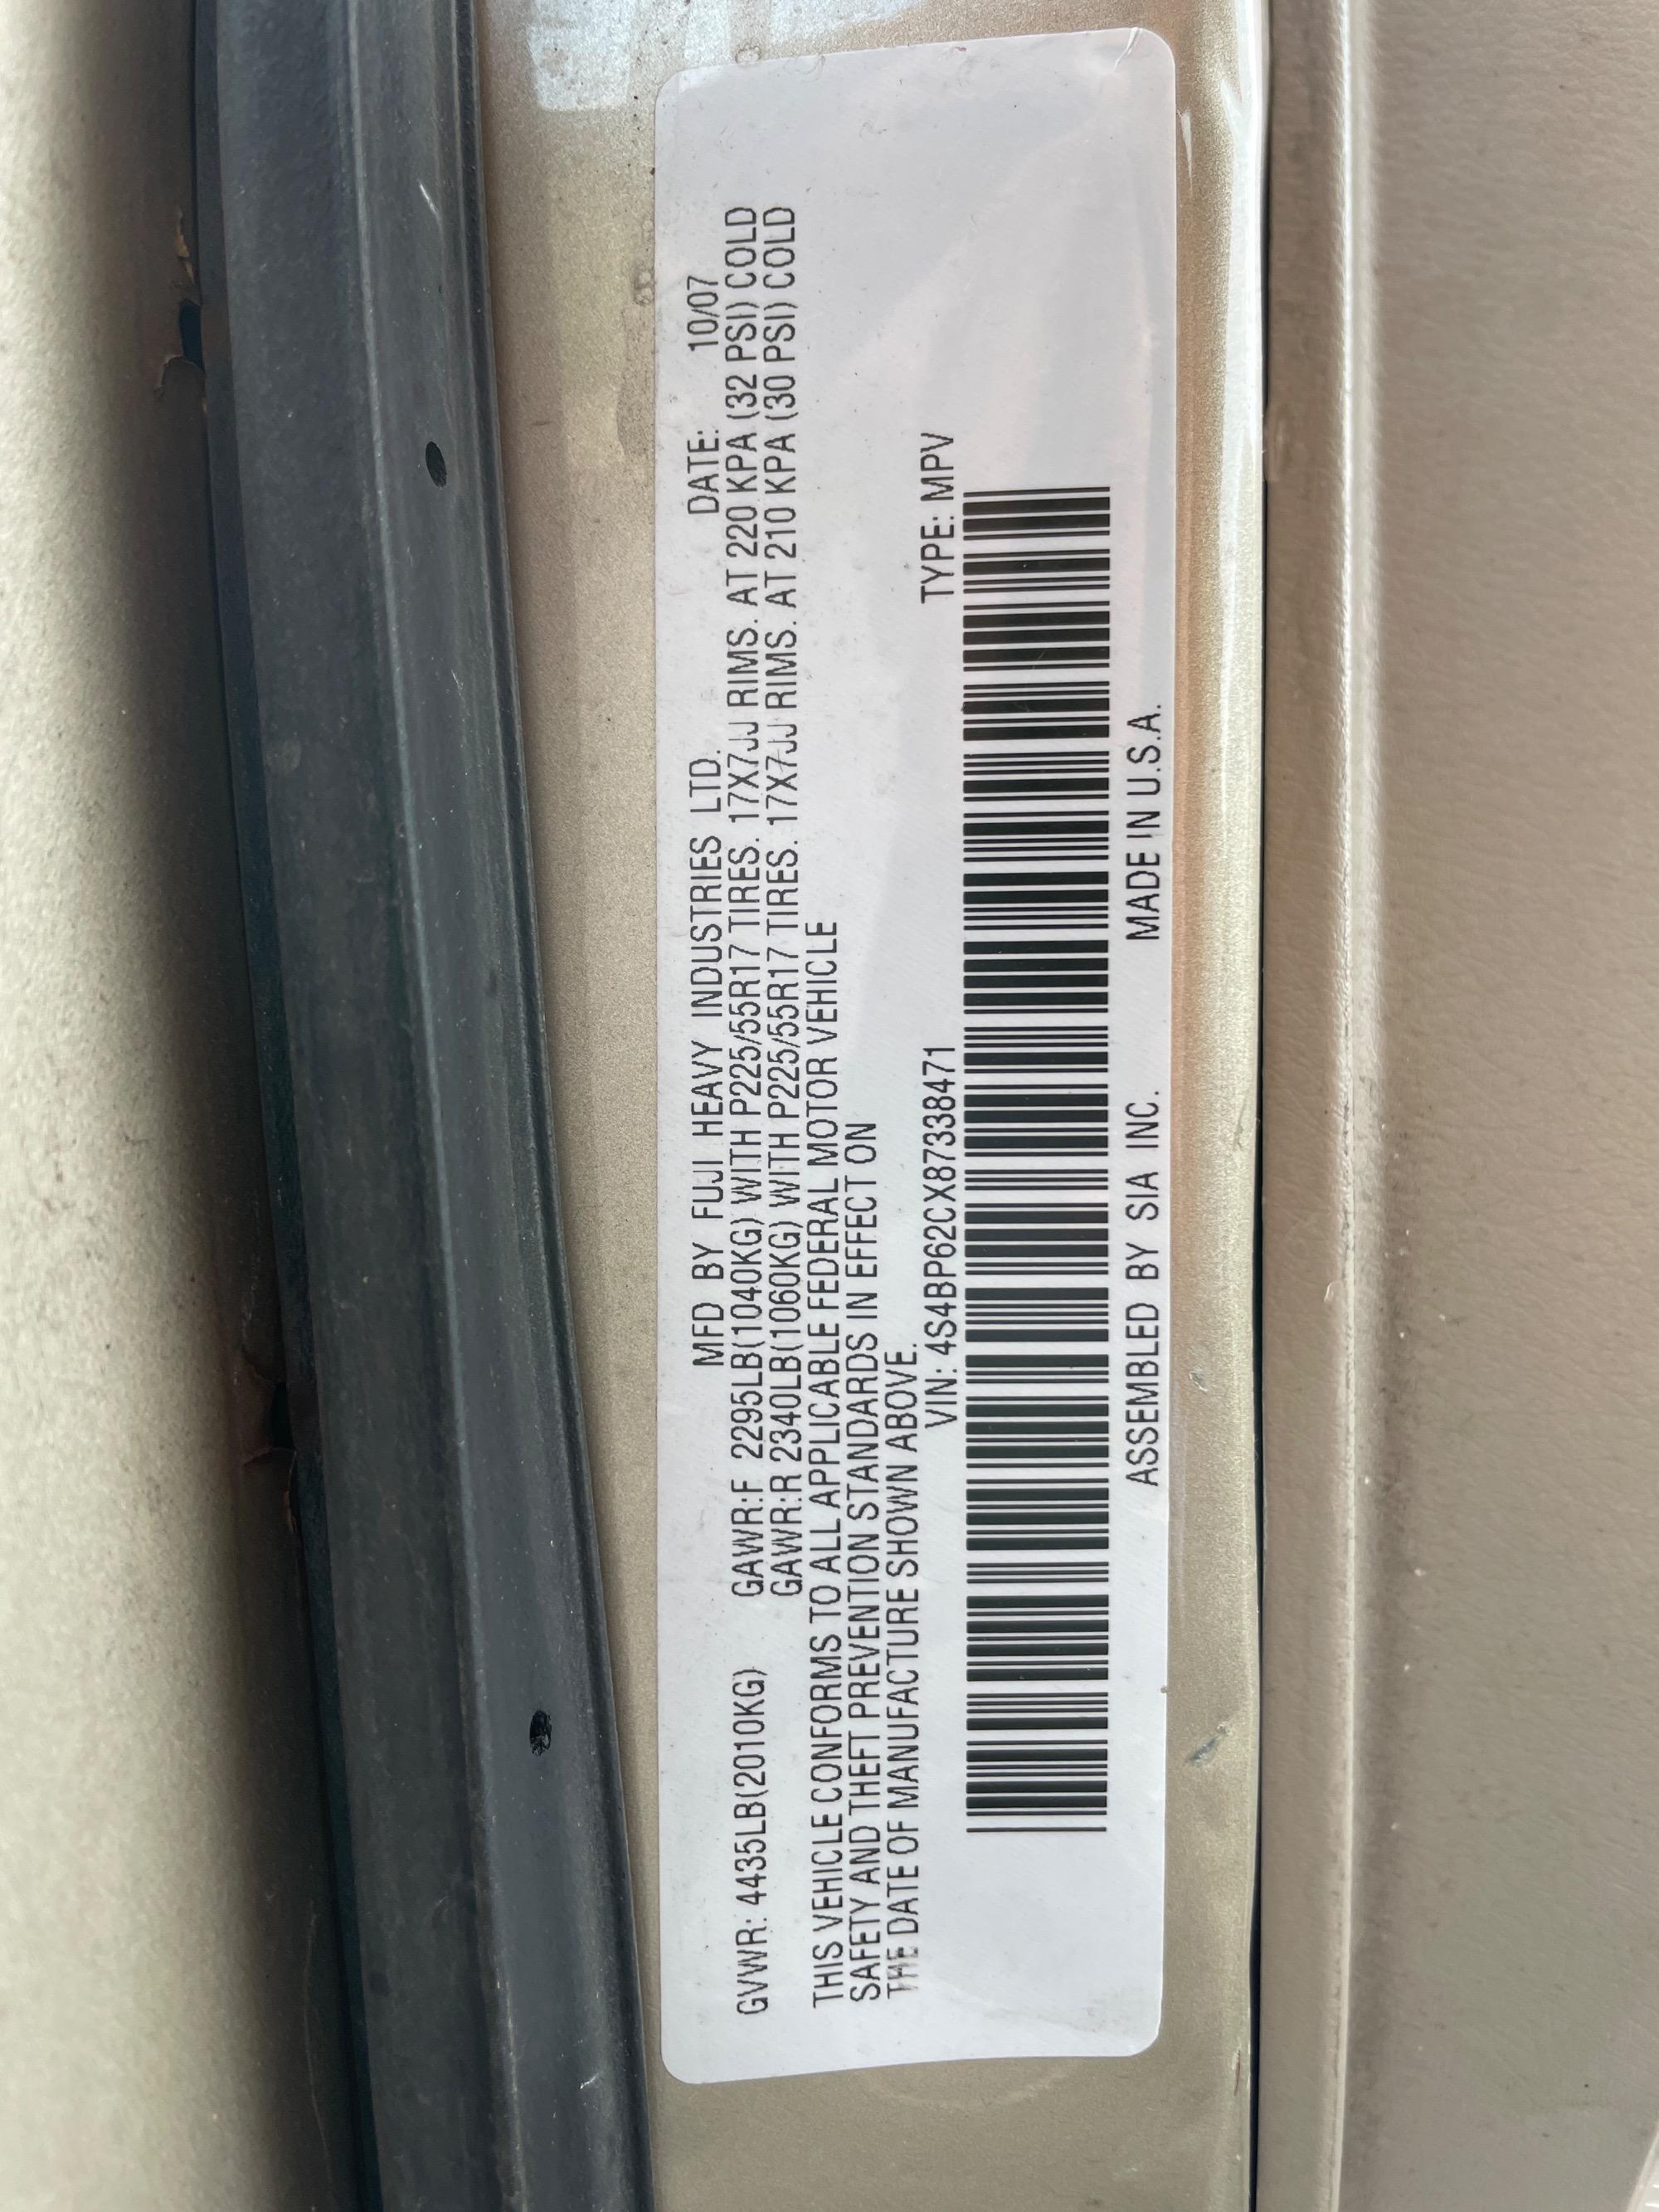 MFD BY FUJI HEAVY INDUSTRIES LTD. DATE: 10/07
GVWR: 4435LB(2010KG) GAWR:F 2295LB(1040KG) WITH P225/55R17 TIRES. 17X7JJ RIMS. AT 220 KPA (32 PSI) COLD
GAWR:R 2340LB(1060KG) WITH P225/55R17 TIRES. 17X7JJ RIMS. AT 210 KPA (30 PSI) COLD
THIS VEHICLE CONFORMS TO ALL APPLICABLE FEDERAL MOTOR VEHICLE
SAFETY AND THEFT PREVENTION STANDARDS IN EFFECT ON
THE DATE OF MANUFACTURE SHOWN ABOVE.
VIN: 4S4BP62CX87338471 TYPE: MPV
ASSEMBLED BY SIA INC. MADE IN U.S.A.